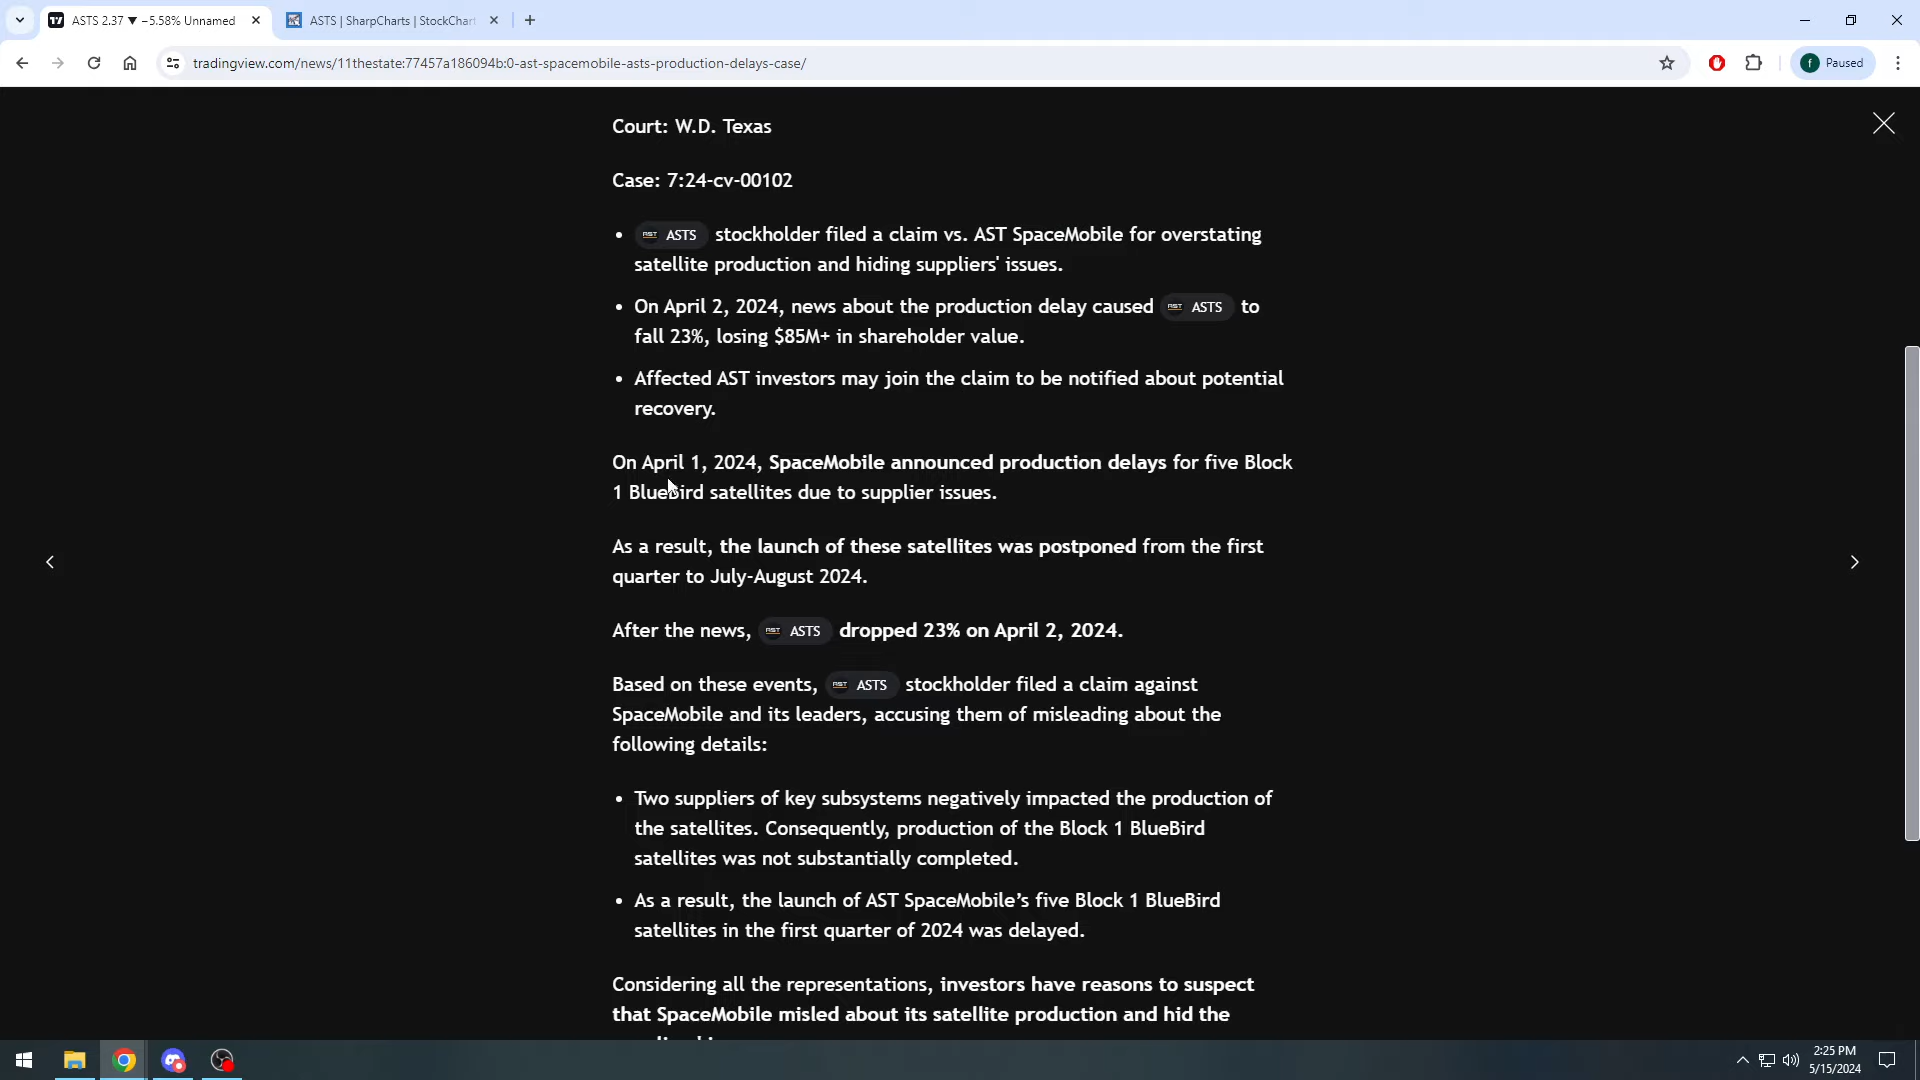 ASTS 2.37 ▼ −5.58% Unnamed
ASTS | SharpCharts | StockChart
tradingview.com/news/11thestate:77457a186094b:0-ast-spacemobile-asts-production-delays-case/
f Paused
Court: W.D. Texas
Case: 7:24-cv-00102
• AST ASTS stockholder filed a claim vs. AST SpaceMobile for overstating
satellite production and hiding suppliers' issues.
• On April 2, 2024, news about the production delay caused AST ASTS to
fall 23%, losing $85M+ in shareholder value.
• Affected AST investors may join the claim to be notified about potential
recovery.
On April 1, 2024, SpaceMobile announced production delays for five Block
1 BlueBird satellites due to supplier issues.
As a result, the launch of these satellites was postponed from the first
quarter to July-August 2024.
After the news, AST ASTS dropped 23% on April 2, 2024.
Based on these events, AST ASTS stockholder filed a claim against
SpaceMobile and its leaders, accusing them of misleading about the
following details:
• Two suppliers of key subsystems negatively impacted the production of
the satellites. Consequently, production of the Block 1 BlueBird
satellites was not substantially completed.
• As a result, the launch of AST SpaceMobile’s five Block 1 BlueBird
satellites in the first quarter of 2024 was delayed.
Considering all the representations, investors have reasons to suspect
that SpaceMobile misled about its satellite production and hid the
2:25 PM
5/15/2024